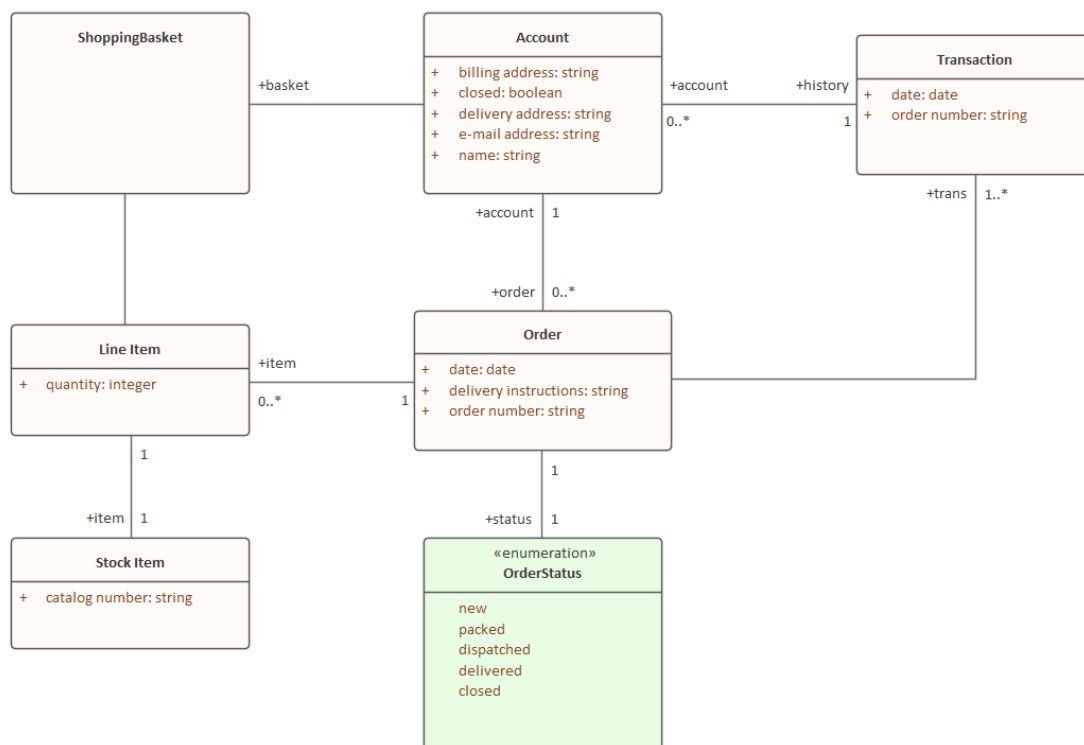 ShoppingBasket
+basket
Account
+ billing address: string
+ closed: boolean
+ delivery address: string
+ e-mail address: string
+ name: string
+account
0..*
+history
1
Transaction
+ date: date
+ order number: string
+trans
1..*
+account
1
+order
0..*
Line Item
+ quantity: integer
+item
0..*
1
Order
+ date: date
+ delivery instructions: string
+ order number: string
1
+item
1
Stock Item
+ catalog number: string
1
+status
1
«enumeration»
OrderStatus
new
packed
dispatched
delivered
closed